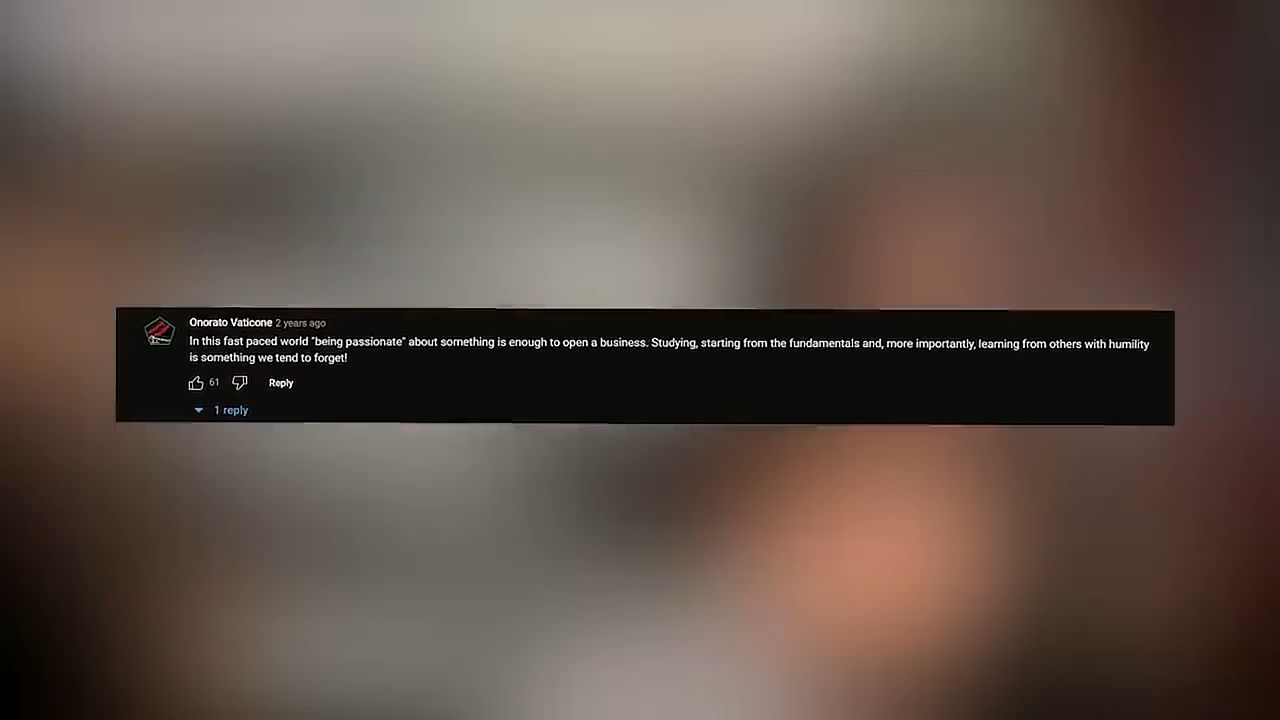 Onorato Vaticone 2 years ago
In this fast paced world "being passionate" about something is enough to open a business. Studying, starting from the fundamentals and, more importantly, learning from others with humility
is something we tend to forget!
61 Reply
1 reply